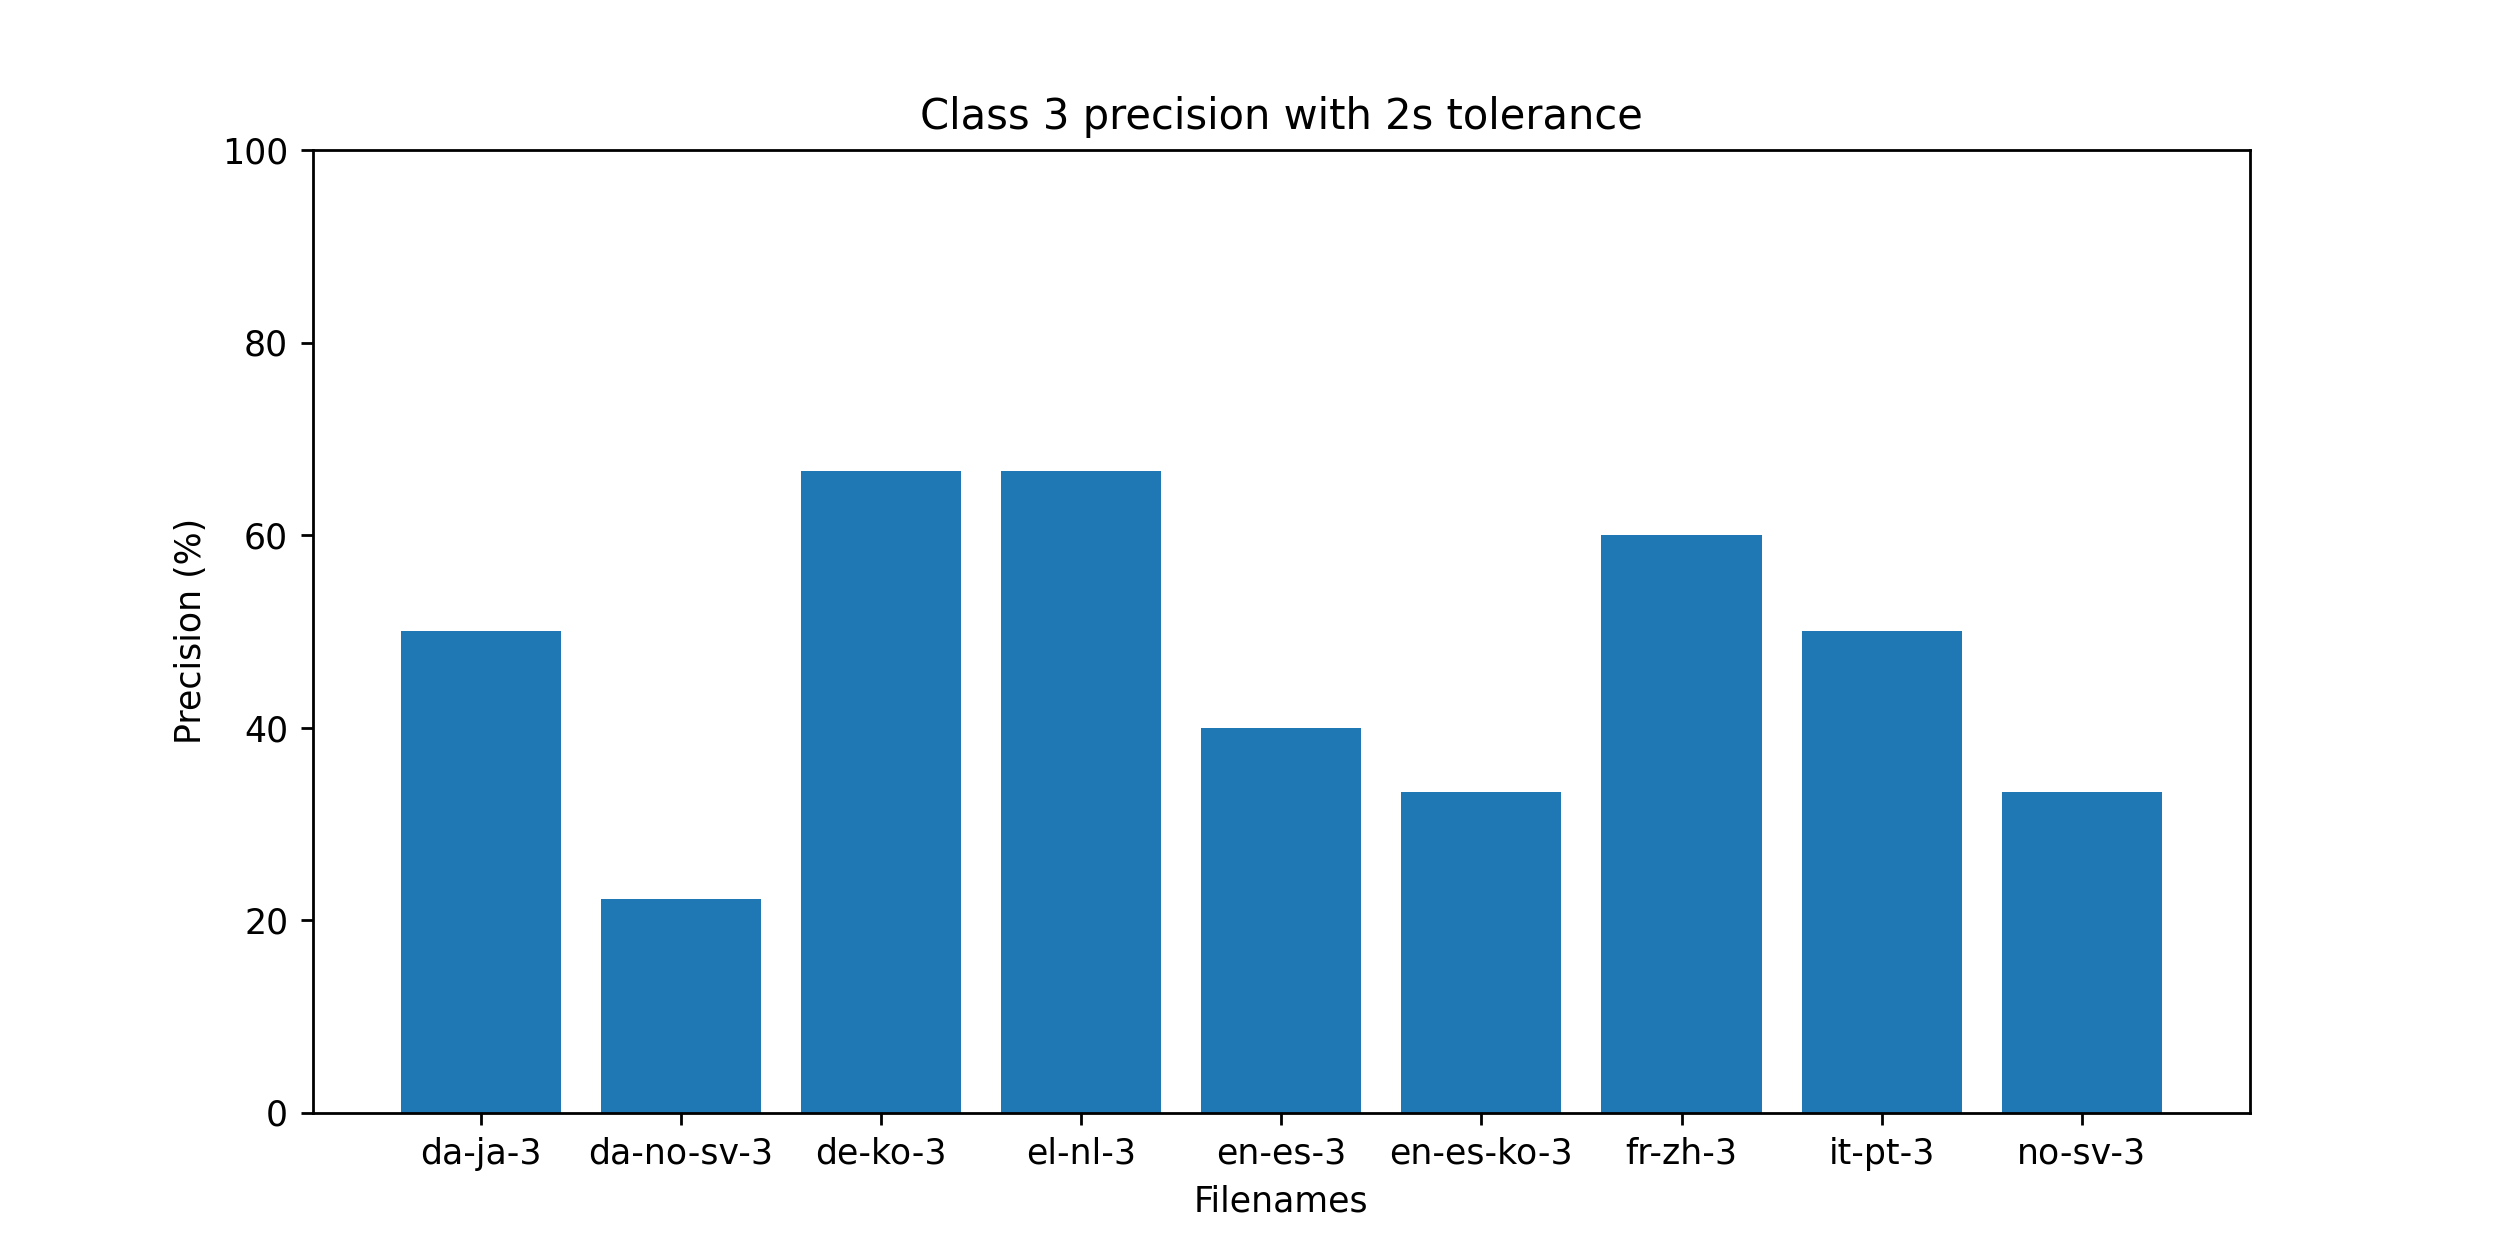 Class 3 precision with 2s tolerance
100
80
60
40
20
0
Precision (%)
da-ja-3 da-no-sv-3 de-ko-3 el-nl-3 en-es-3 en-es-ko-3 fr-zh-3 it-pt-3 no-sv-3
Filenames